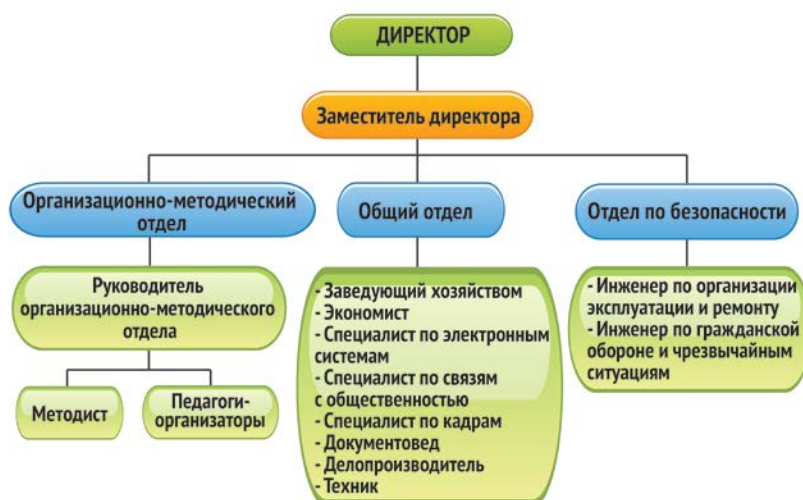 ДИРЕКТОР
Заместитель директора
Организационно-методический
отдел
Общий отдел
Отдел по безопасности
Руководитель
организационно-методического
отдела
Методист
Педагоги-
организаторы
- Заведующий хозяйством
- Экономист
- Специалист по электронным
системам
- Специалист по связям
с общественностью
- Специалист по кадрам
- Документовед
- Делопроизводитель
- Техник
- Инженер по организации
эксплуатации и ремонту
- Инженер по гражданской
обороне и чрезвычайным
ситуациям